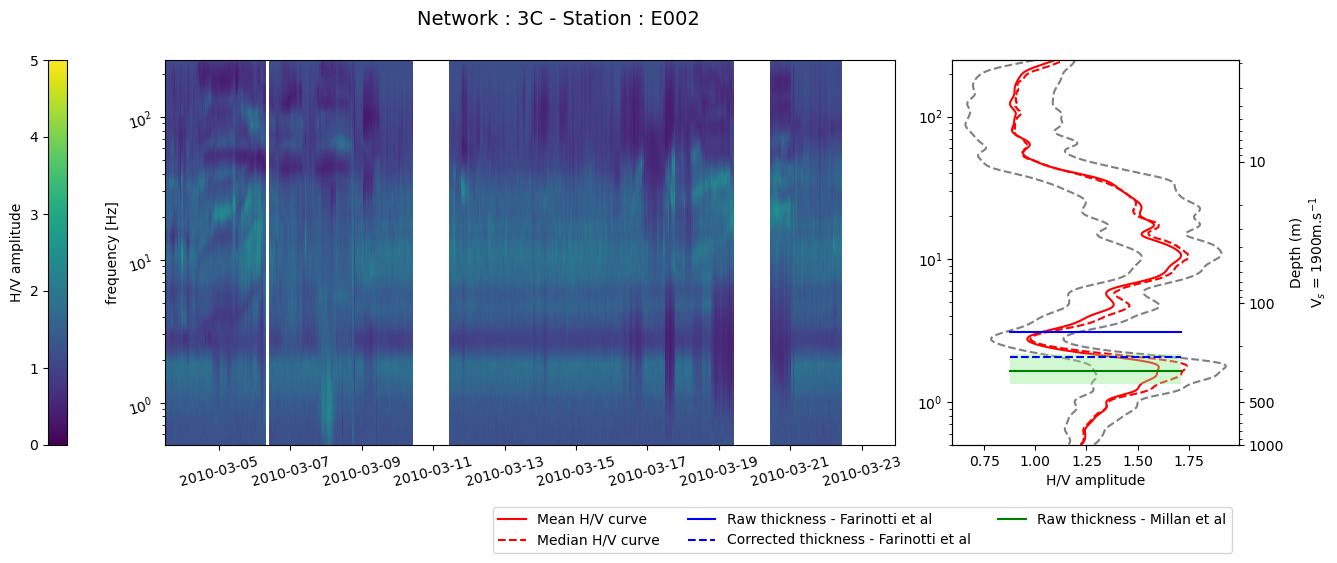 Network : 3C - Station : E002
5
4
3
2
1
0
H/V amplitude
frequency [Hz]
10²
10¹
10⁰
2010-03-05
2010-03-07
2010-03-09
2010-03-11
2010-03-13
2010-03-15
2010-03-17
2010-03-19
2010-03-21
2010-03-23
10²
10¹
10⁰
0.75
1.00
1.25
1.50
1.75
H/V amplitude
10
100
500
1000
Depth (m)
Vₛ = 1900m.s⁻¹
Mean H/V curve
Median H/V curve
Raw thickness - Farinotti et al
Corrected thickness - Farinotti et al
Raw thickness - Millan et al